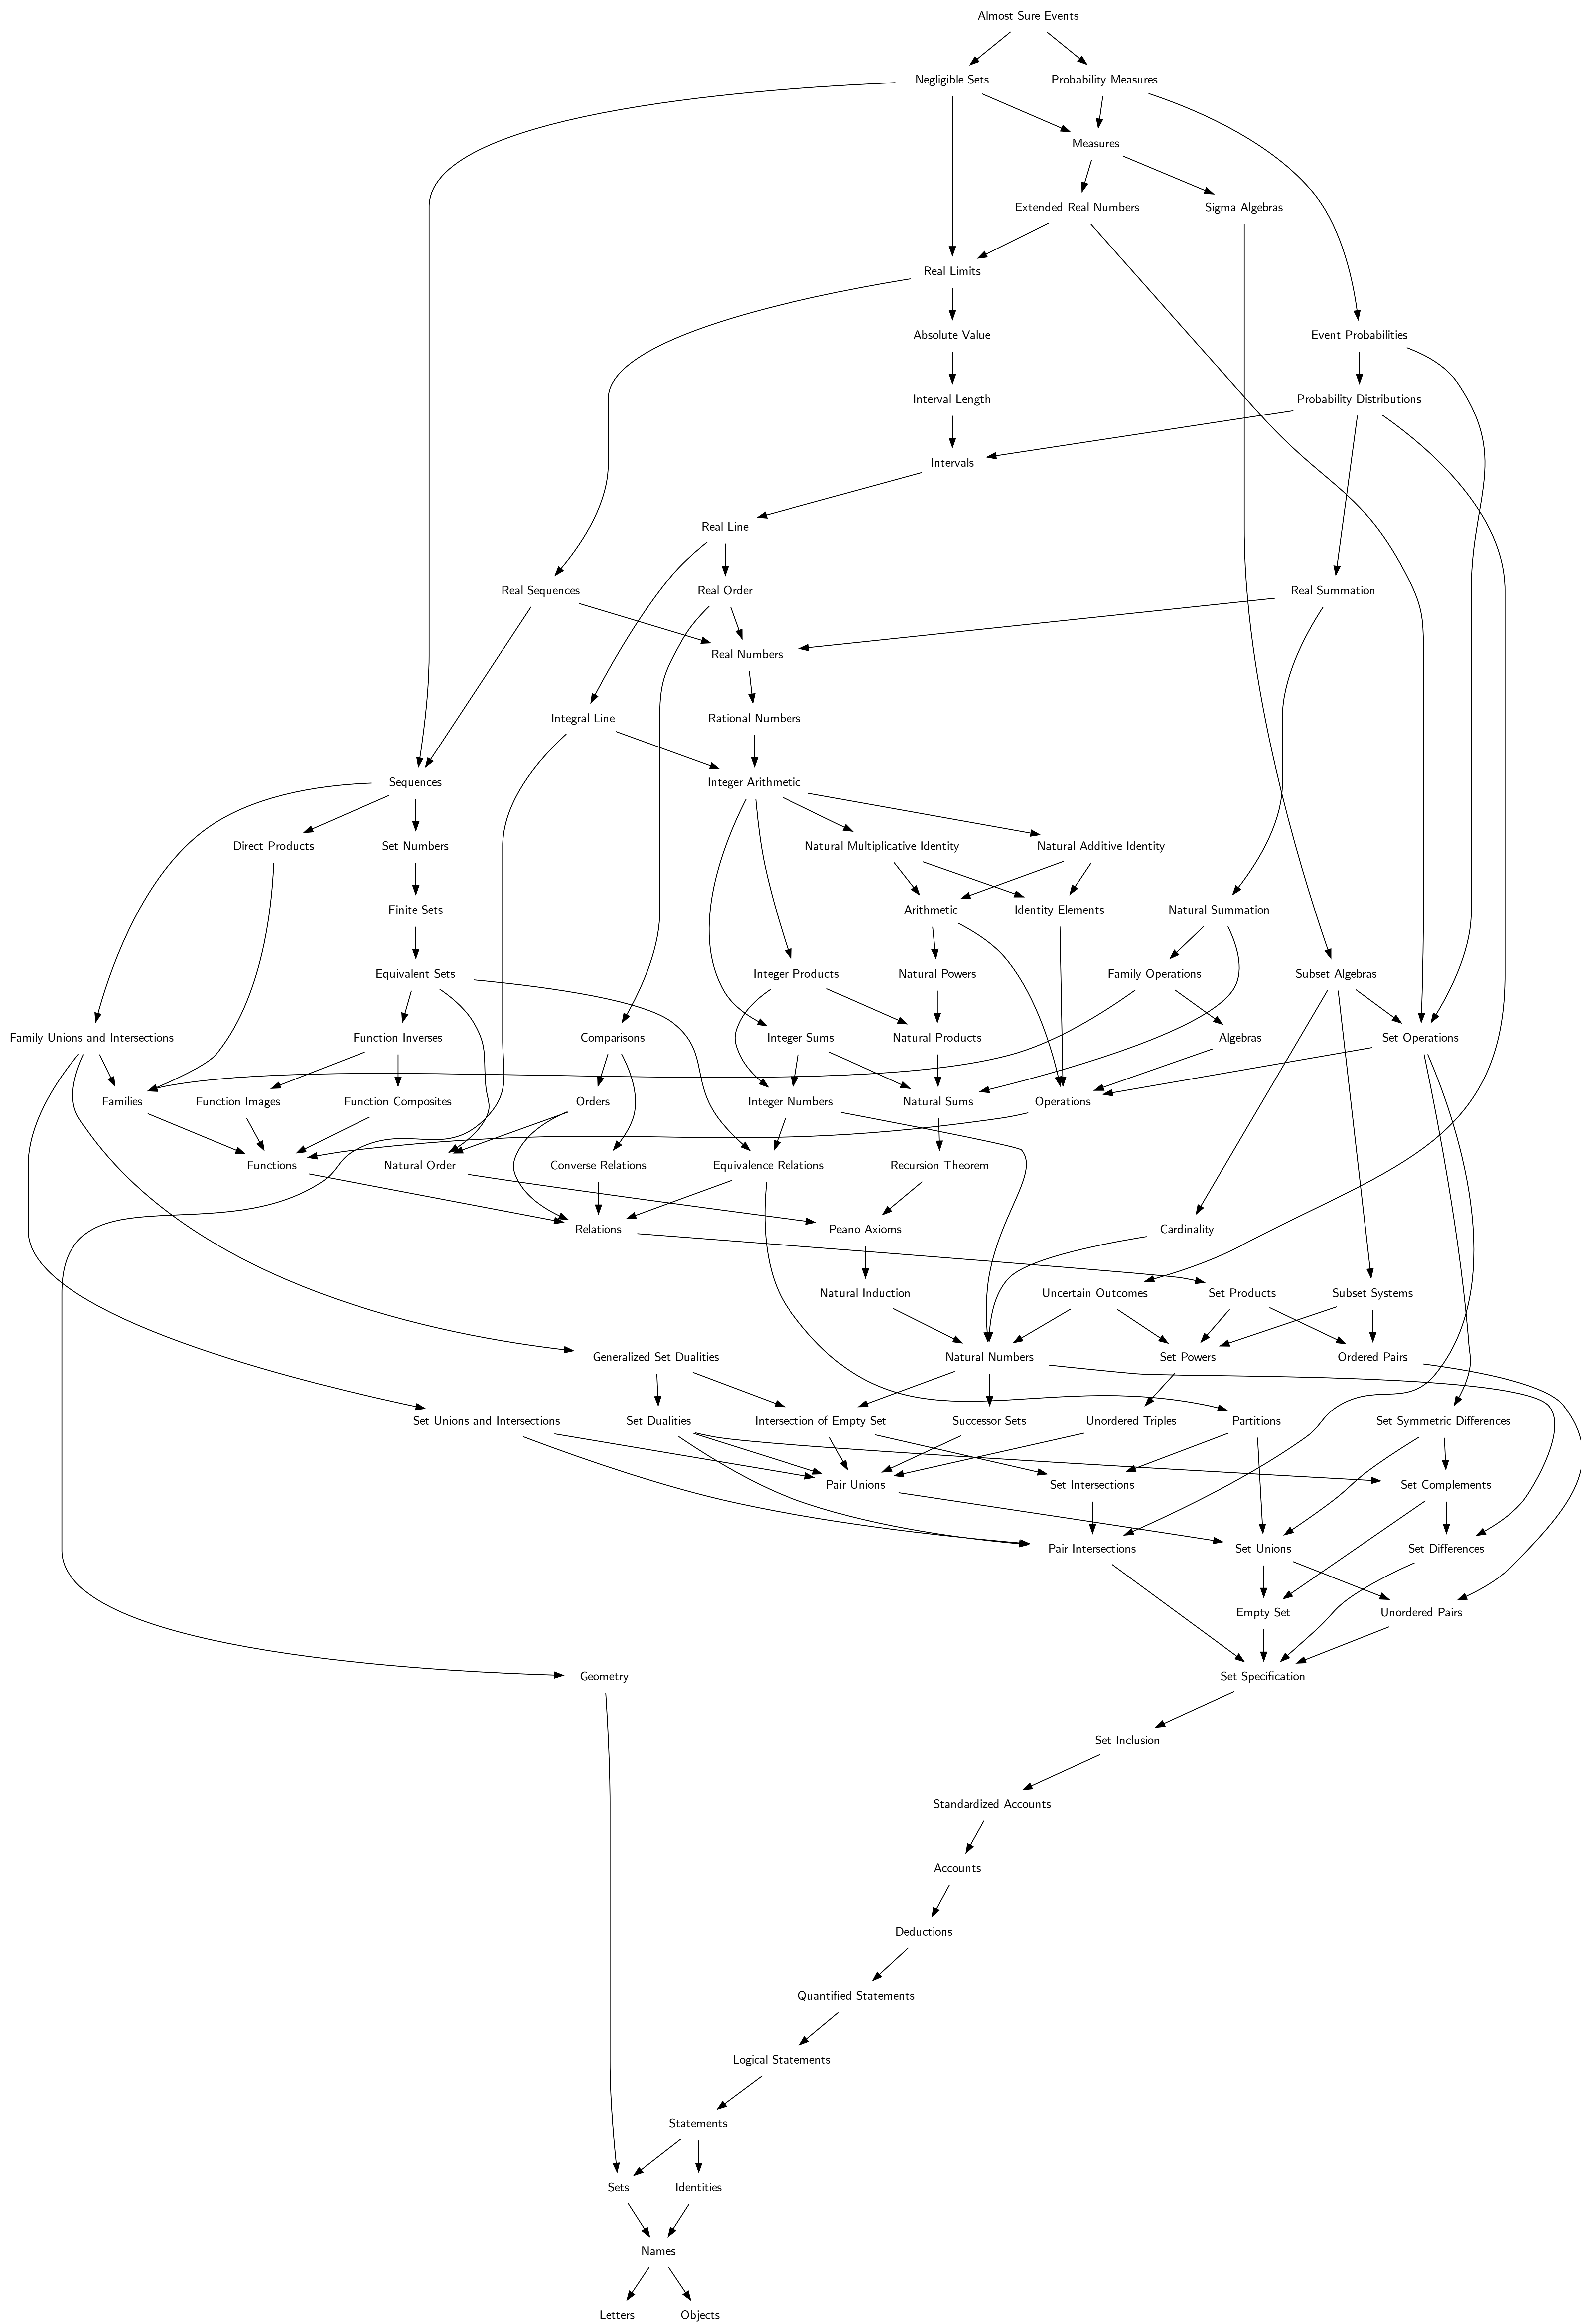 Almost Sure Events
Negligible Sets
Probability Measures
Measures
Extended Real Numbers
Sigma Algebras
Real Limits
Absolute Value
Event Probabilities
Interval Length
Probability Distributions
Intervals
Real Line
Real Sequences
Real Order
Real Summation
Real Numbers
Integral Line
Rational Numbers
Sequences
Integer Arithmetic
Direct Products
Set Numbers
Natural Multiplicative Identity
Natural Additive Identity
Finite Sets
Arithmetic
Identity Elements
Natural Summation
Equivalent Sets
Integer Products
Natural Powers
Family Operations
Subset Algebras
Family Unions and Intersections
Function Inverses
Comparisons
Integer Sums
Natural Products
Algebras
Set Operations
Families
Function Images
Function Composites
Orders
Integer Numbers
Natural Sums
Operations
Functions
Natural Order
Converse Relations
Equivalence Relations
Recursion Theorem
Relations
Peano Axioms
Cardinality
Natural Induction
Uncertain Outcomes
Set Products
Subset Systems
Generalized Set Dualities
Natural Numbers
Set Powers
Ordered Pairs
Set Unions and Intersections
Set Dualities
Intersection of Empty Set
Successor Sets
Unordered Triples
Partitions
Set Symmetric Differences
Pair Unions
Set Intersections
Set Complements
Pair Intersections
Set Unions
Set Differences
Empty Set
Unordered Pairs
Geometry
Set Specification
Set Inclusion
Standardized Accounts
Accounts
Deductions
Quantified Statements
Logical Statements
Statements
Sets
Identities
Names
Letters
Objects